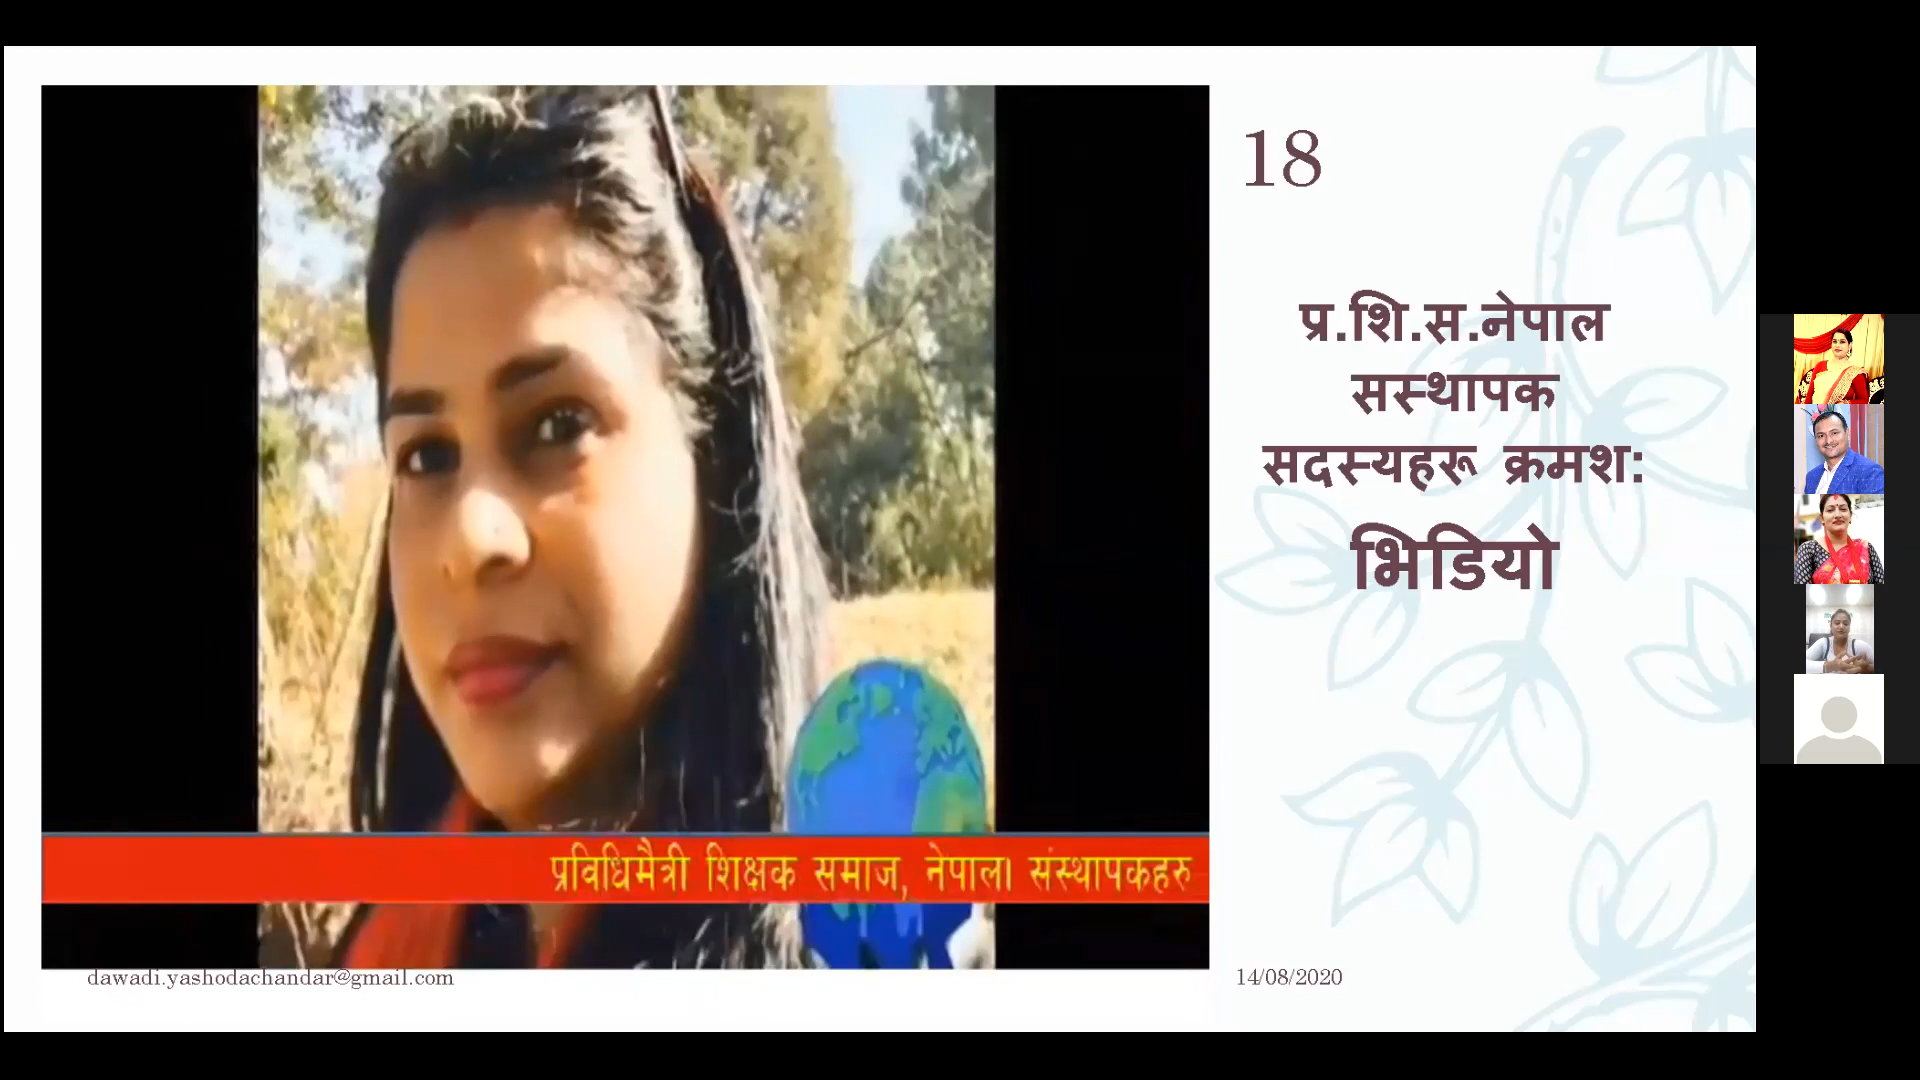 18
प्र.शि.स.नेपाल
सस्थापक
सदस्यहरू क्रमश:
भिडियो
प्रविधिमैत्री शिक्षक समाज, नेपाल। संस्थापकहरु
dawadi.yashodachandar@gmail.com
14/08/2020